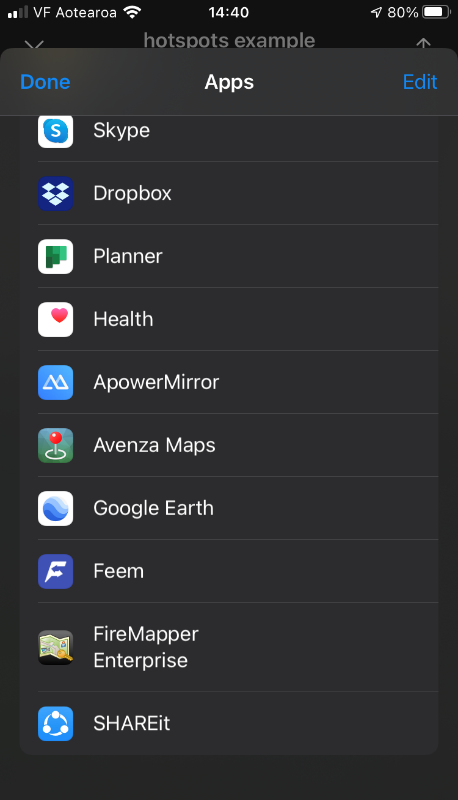 VF Aotearoa 14:40 80%
hotspots example
Done Apps Edit
Skype
Dropbox
Planner
Health
ApowerMirror
Avenza Maps
Google Earth
Feem
FireMapper
Enterprise
SHAREit